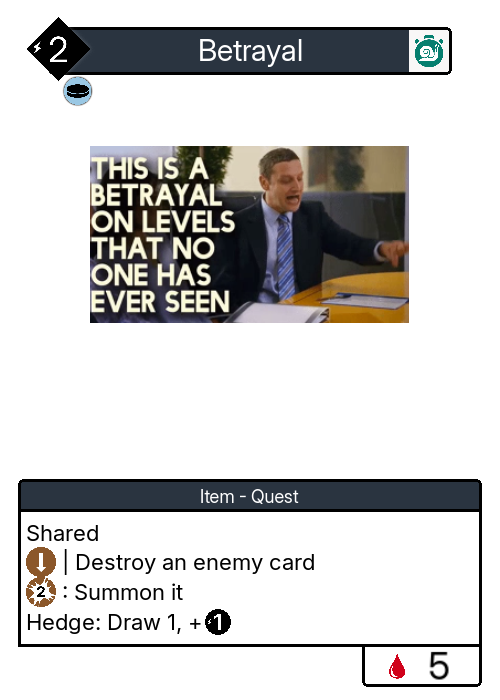 2
Betrayal
THIS IS A
BETRAYAL
ON LEVELS
THAT NO
ONE HAS
EVER SEEN
Item - Quest
Shared
| Destroy an enemy card
2 : Summon it
Hedge: Draw 1, +1
5